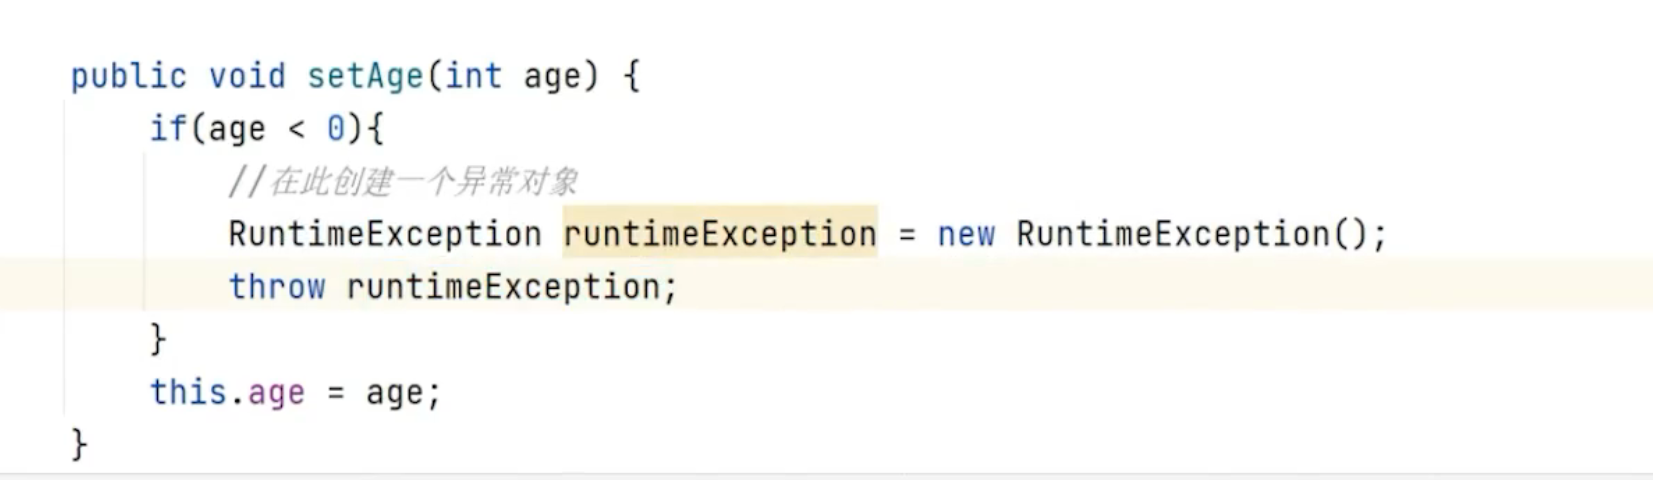 public void setAge(int age) {
if(age < 0){
//在此创建一个异常对象
RuntimeException runtimeException = new RuntimeException();
throw runtimeException;
}
this.age = age;
}